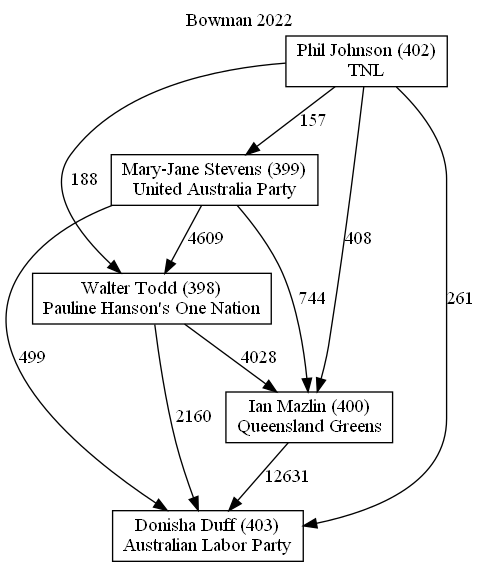 Bowman 2022
Phil Johnson (402)
TNL
157
Mary-Jane Stevens (399)
United Australia Party
188
4609
408
Walter Todd (398)
Pauline Hanson's One Nation
744
261
499
4028
2160
Ian Mazlin (400)
Queensland Greens
12631
Donisha Duff (403)
Australian Labor Party